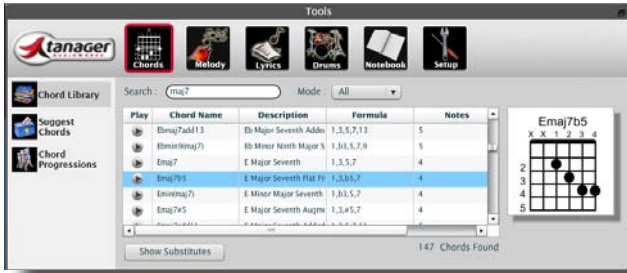 Tools
tanager
AUDIOWORKS
Chords
Melody
Lyrics
Drums
Notebook
Setup
Chord Library
Suggest Chords
Chord Progressions
Search : maj7 Mode : All
Play Chord Name Description Formula Notes
Ebmaj7add13 Eb Major Seventh Added 1,3,5,7,13 5
Ebmin9(maj7) Eb Minor Ninth Major S 1,b3,5,7,9 5
Emaj7 E Major Seventh 1,3,5,7 4
Emaj7b5 E Major Seventh Flat Fi 1,3,b5,7 4
Emin(maj7) E Minor Major Seventh 1,b3,5,7 4
Emaj7#5 E Major Seventh Augme 1,3,#5,7 4
Show Substitutes
147 Chords Found
Emaj7b5
X X 1 2 3 4
2
3
4
5